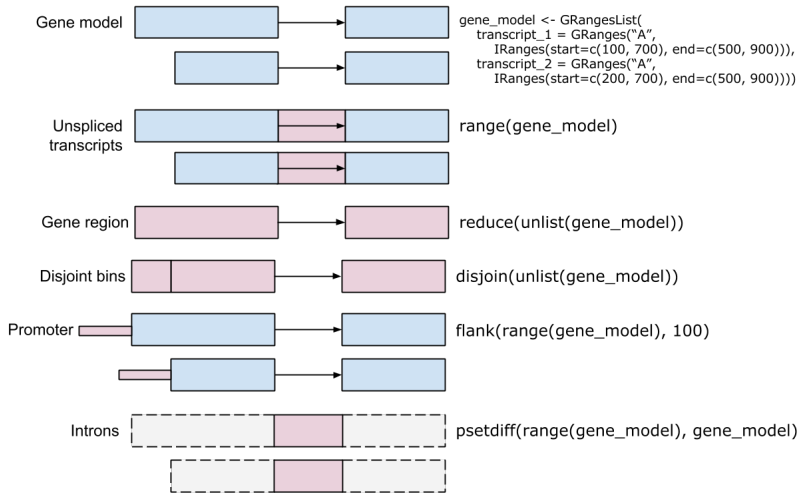 Gene model
gene_model <- GRangesList(
transcript_1 = GRanges(“A”,
IRanges(start=c(100, 700), end=c(500, 900))),
transcript_2 = GRanges(“A”,
IRanges(start=c(200, 700), end=c(500, 900))))
Unspliced
transcripts
range(gene_model)
Gene region
reduce(unlist(gene_model))
Disjoint bins
disjoin(unlist(gene_model))
Promoter
flank(range(gene_model), 100)
Introns
psetdiff(range(gene_model), gene_model)